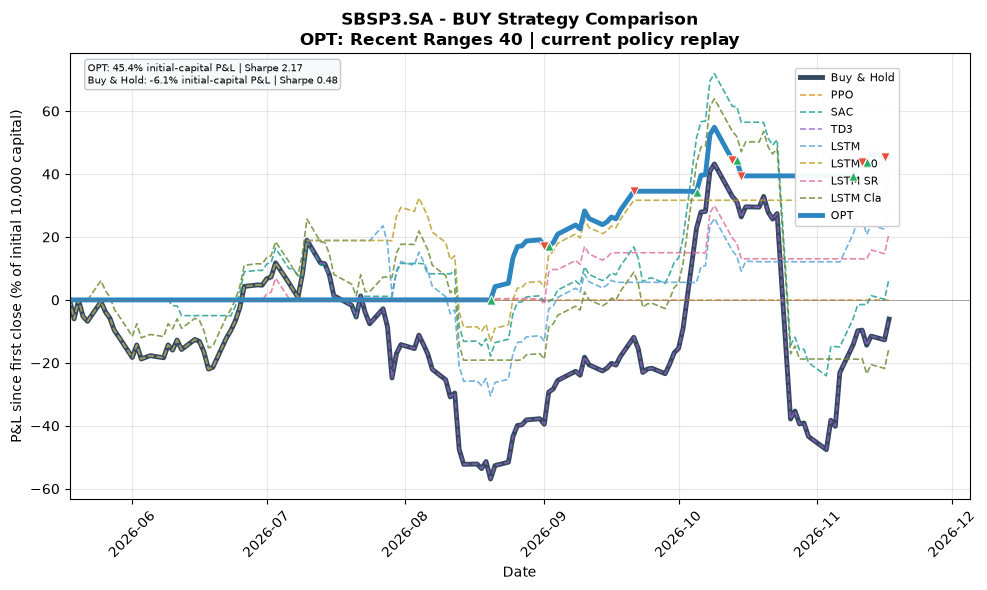 SBSP3.SA - BUY Strategy Comparison
OPT: Recent Ranges 40 | current policy replay
OPT: 45.4% initial-capital P&L | Sharpe 2.17
Buy & Hold: -6.1% initial-capital P&L | Sharpe 0.48
Buy & Hold
PPO
SAC
TD3
LSTM
LSTM
LSTM SR
LSTM Cla
OPT
P&L since first close (% of initial 10,000 capital)
60
40
20
0
−20
−40
−60
2026-06
2026-07
2026-08
2026-09
2026-10
2026-11
2026-12
Date